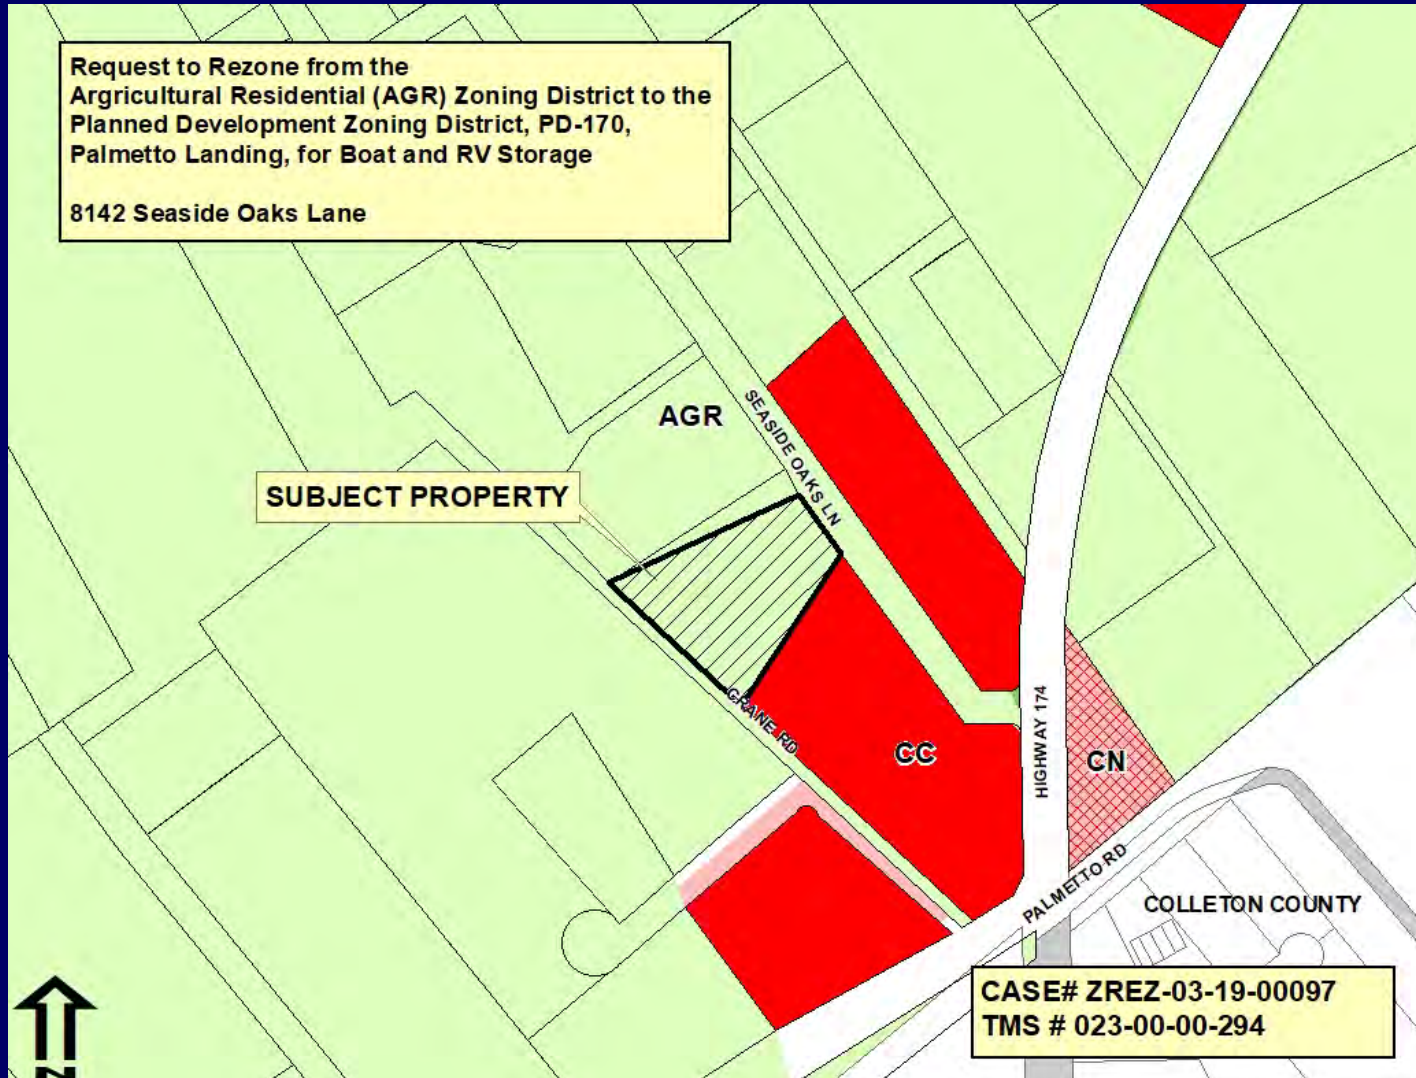 Request to Rezone from the
Argricultural Residential (AGR) Zoning District to the
Planned Development Zoning District, PD-170,
Palmetto Landing, for Boat and RV Storage
8142 Seaside Oaks Lane
AGR
SEASIDE OAKS LN
SUBJECT PROPERTY
CRANE RD
CC
HIGHWAY 174
CN
PALMETTO RD
COLLETON COUNTY
CASE# ZREZ-03-19-00097
TMS # 023-00-00-294
N